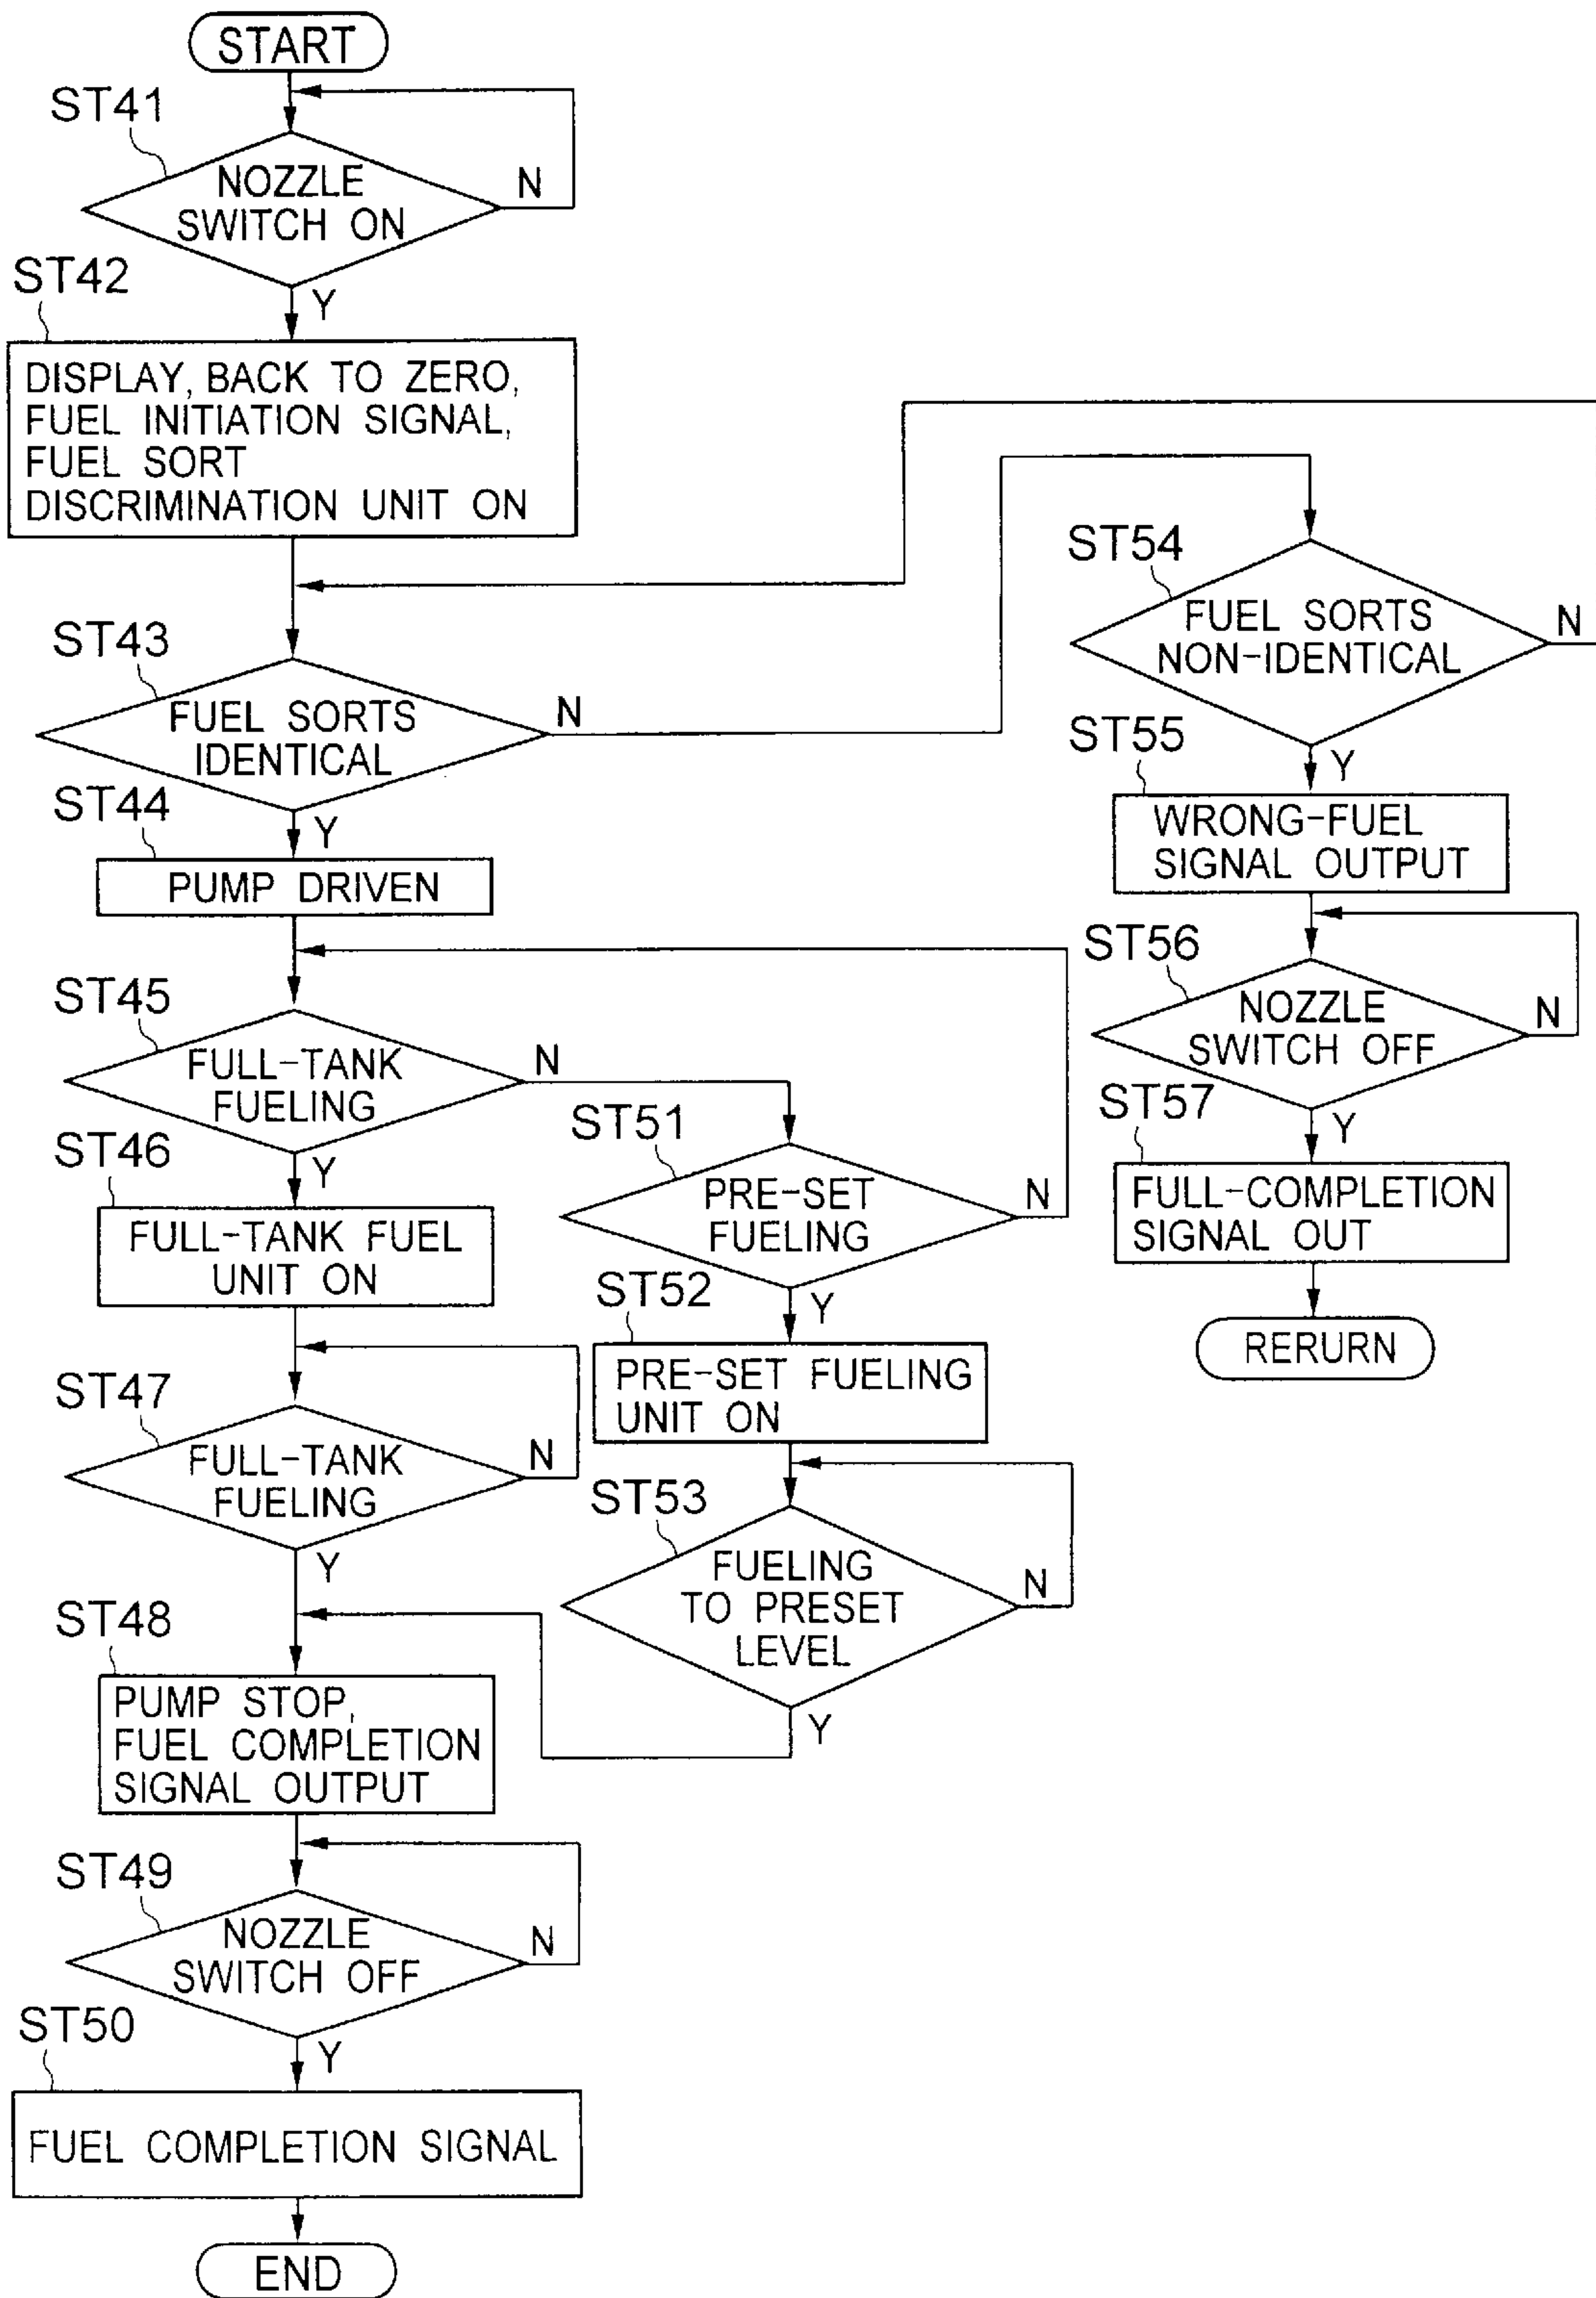 START
ST41
NOZZLE
SWITCH ON
N
Y
ST42
DISPLAY, BACK TO ZERO,
FUEL INITIATION SIGNAL,
FUEL SORT
DISCRIMINATION UNIT ON
ST43
FUEL SORTS
IDENTICAL
N
Y
ST44
PUMP DRIVEN
ST45
FULL-TANK
FUELING
N
Y
ST46
FULL-TANK FUEL
UNIT ON
ST47
FULL-TANK
FUELING
N
Y
ST48
PUMP STOP,
FUEL COMPLETION
SIGNAL OUTPUT
ST49
NOZZLE
SWITCH OFF
N
Y
ST50
FUEL COMPLETION SIGNAL
END
ST51
PRE-SET
FUELING
N
Y
ST52
PRE-SET FUELING
UNIT ON
ST53
FUELING
TO PRESET
LEVEL
N
Y
ST54
FUEL SORTS
NON-IDENTICAL
N
Y
ST55
WRONG-FUEL
SIGNAL OUTPUT
ST56
NOZZLE
SWITCH OFF
N
Y
ST57
FULL-COMPLETION
SIGNAL OUT
RERURN